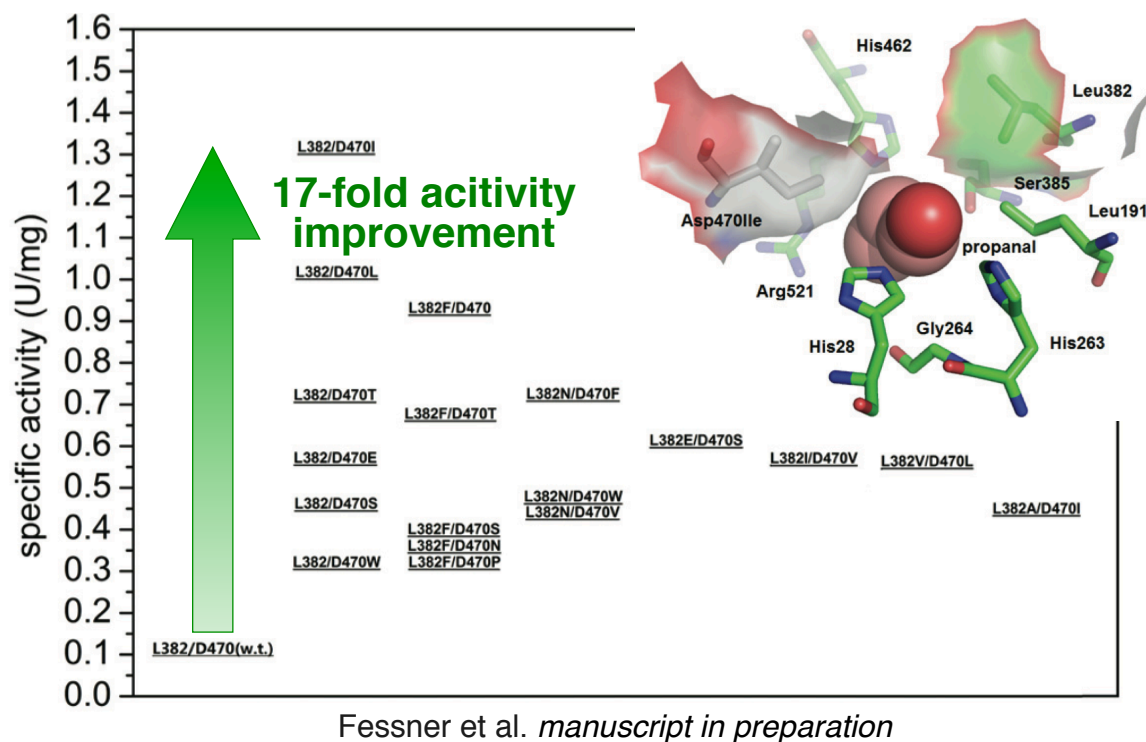 specific activity (U/mg)
1.6
1.5
1.4
1.3
1.2
1.1
1.0
0.9
0.8
0.7
0.6
0.5
0.4
0.3
0.2
0.1
0.0
17-fold acitivity
improvement
L382/D470(w.t.)
L382/D470I
L382/D470L
L382/D470T
L382/D470E
L382/D470S
L382/D470W
L382F/D470
L382F/D470T
L382F/D470S
L382F/D470N
L382F/D470P
L382N/D470F
L382N/D470W
L382N/D470V
L382E/D470S
L382I/D470V
L382V/D470L
L382A/D470I
His462
Leu382
Ser385
Leu191
Asp470Ile
propanal
Arg521
His28
Gly264
His263
Fessner et al. manuscript in preparation